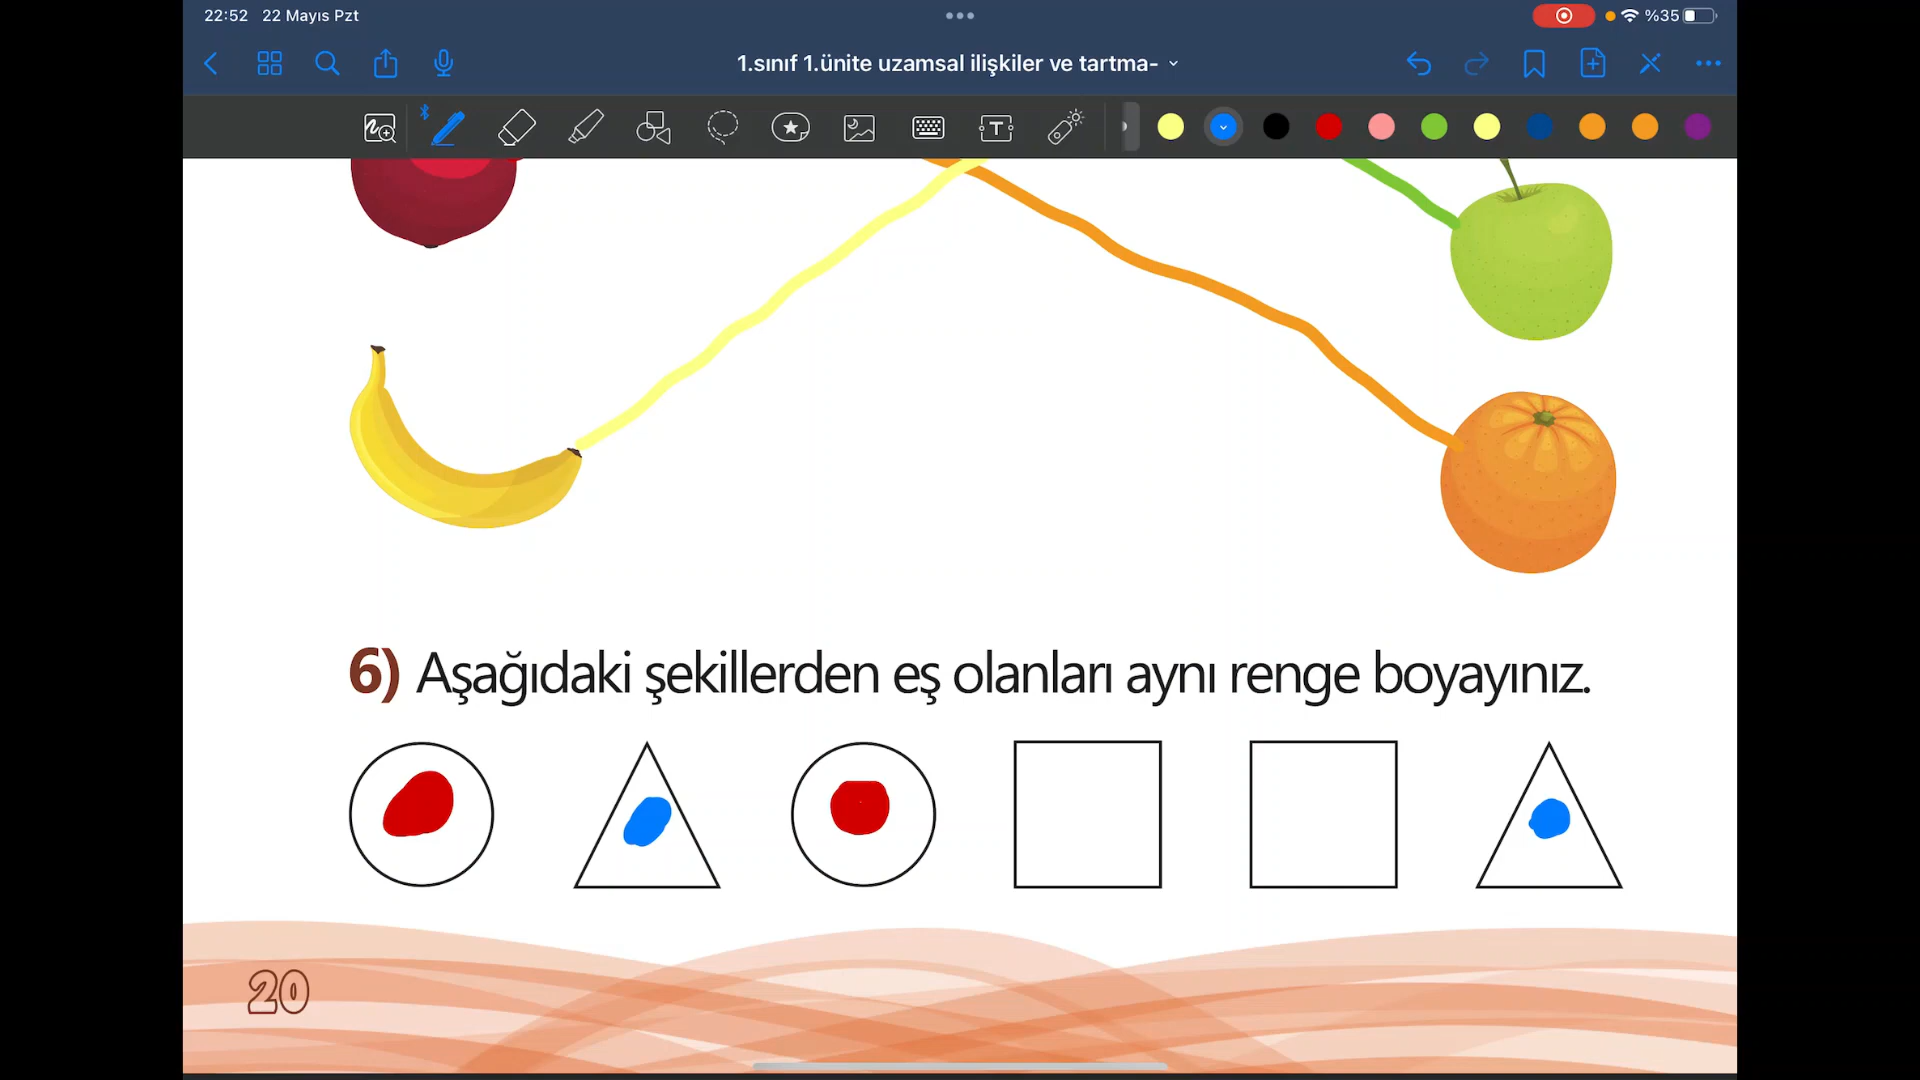 22:52 22 Mayıs Pzt
%35
1.sınıf 1.ünite uzamsal ilişkiler ve tartma-
6) Aşağıdaki şekillerden eş olanları aynı renge boyayınız.
20